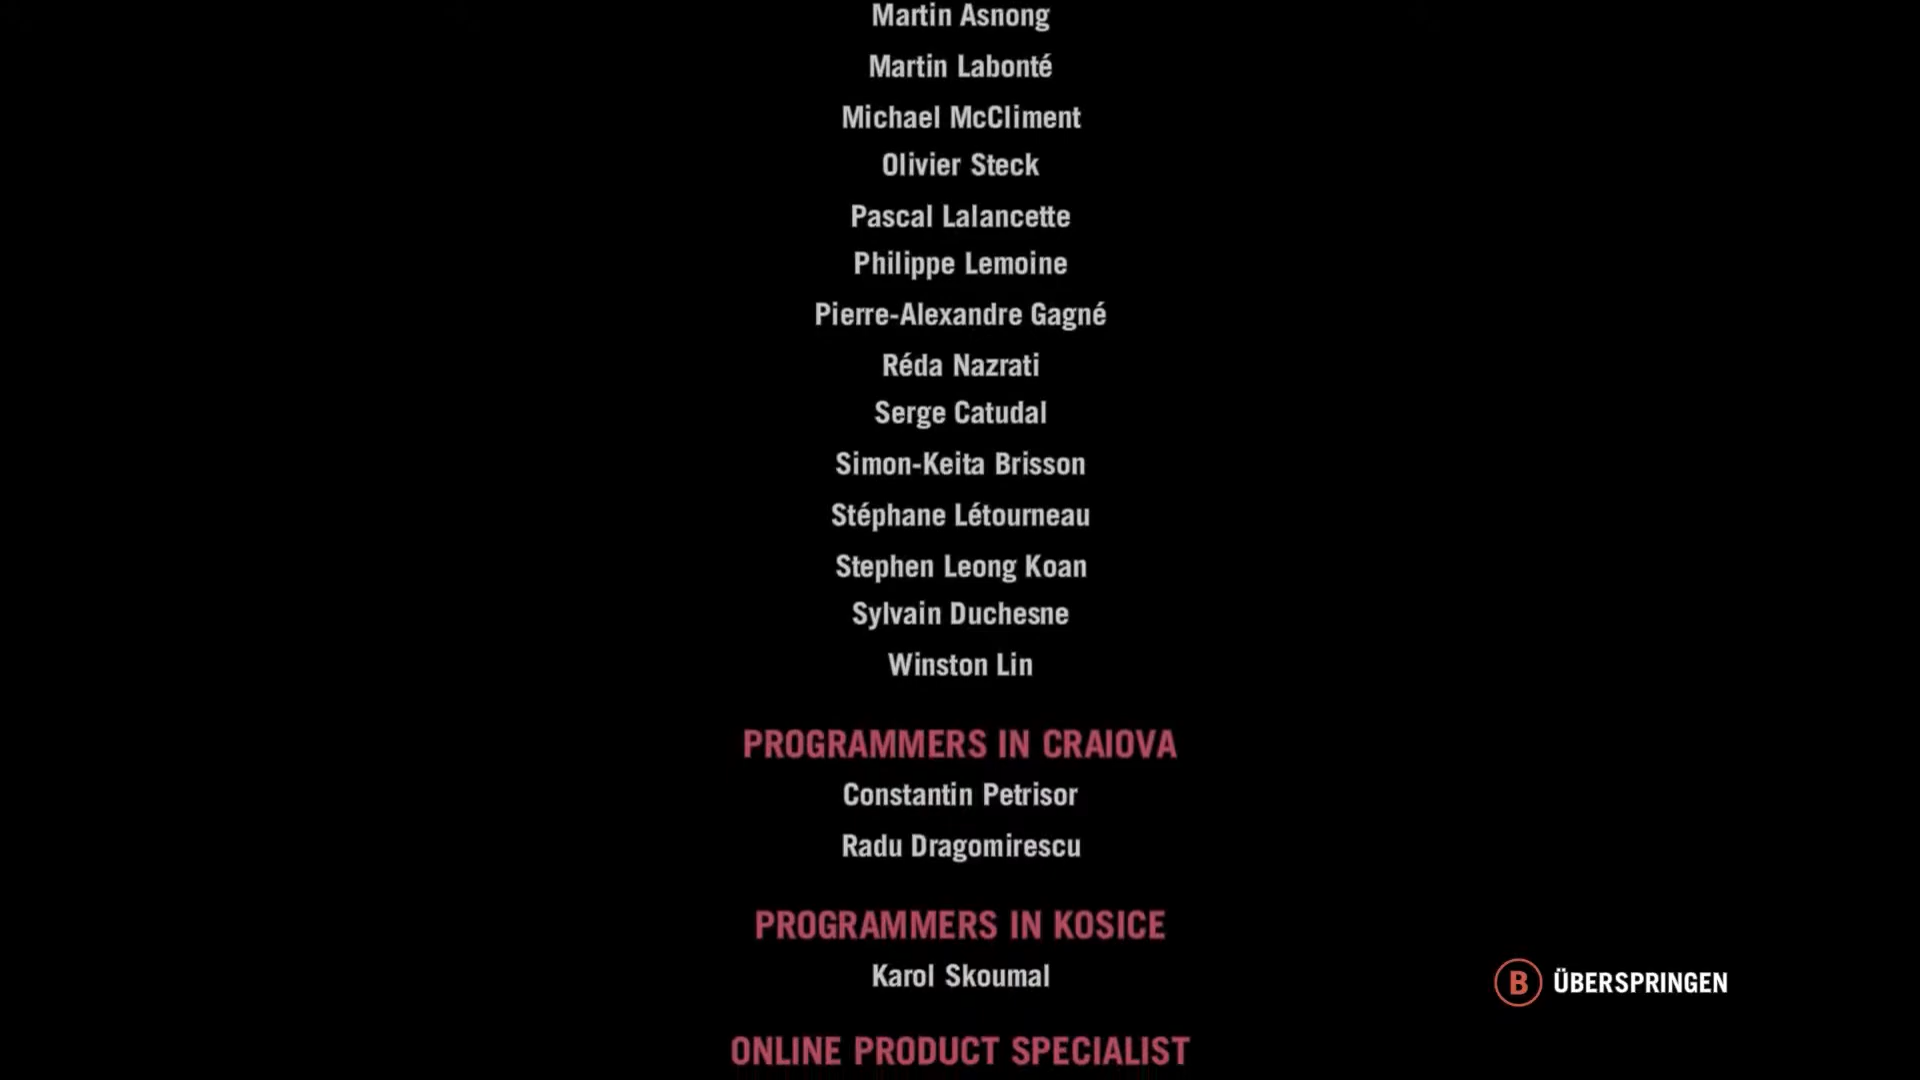 Martin Asnong
Martin Labonté
Michael McCliment
Olivier Steck
Pascal Lalancette
Philippe Lemoine
Pierre-Alexandre Gagné
Réda Nazrati
Serge Catudal
Simon-Keita Brisson
Stéphane Létourneau
Stephen Leong Koan
Sylvain Duchesne
Winston Lin
PROGRAMMERS IN CRAIOVA
Constantin Petrisor
Radu Dragomirescu
PROGRAMMERS IN KOSICE
Karol Skoumal
B ÜBERSPRINGEN
ONLINE PRODUCT SPECIALIST